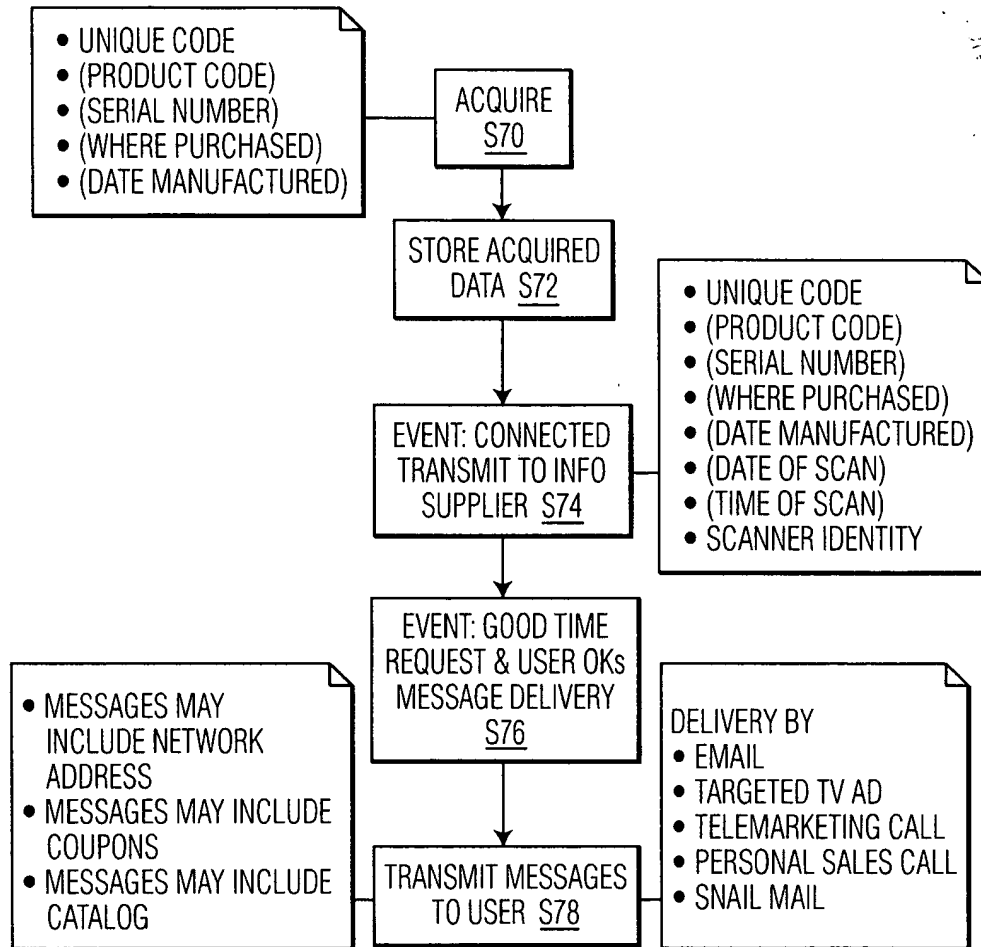 • UNIQUE CODE
• (PRODUCT CODE)
• (SERIAL NUMBER)
• (WHERE PURCHASED)
• (DATE MANUFACTURED)
ACQUIRE
S70
STORE ACQUIRED
DATA S72
• UNIQUE CODE
• (PRODUCT CODE)
• (SERIAL NUMBER)
• (WHERE PURCHASED)
• (DATE MANUFACTURED)
• (DATE OF SCAN)
• (TIME OF SCAN)
• SCANNER IDENTITY
EVENT: CONNECTED
TRANSMIT TO INFO
SUPPLIER S74
EVENT: GOOD TIME
REQUEST & USER OKs
MESSAGE DELIVERY
S76
• MESSAGES MAY
INCLUDE NETWORK
ADDRESS
• MESSAGES MAY INCLUDE
COUPONS
• MESSAGES MAY INCLUDE
CATALOG
TRANSMIT MESSAGES
TO USER S78
DELIVERY BY
• EMAIL
• TARGETED TV AD
• TELEMARKETING CALL
• PERSONAL SALES CALL
• SNAIL MAIL